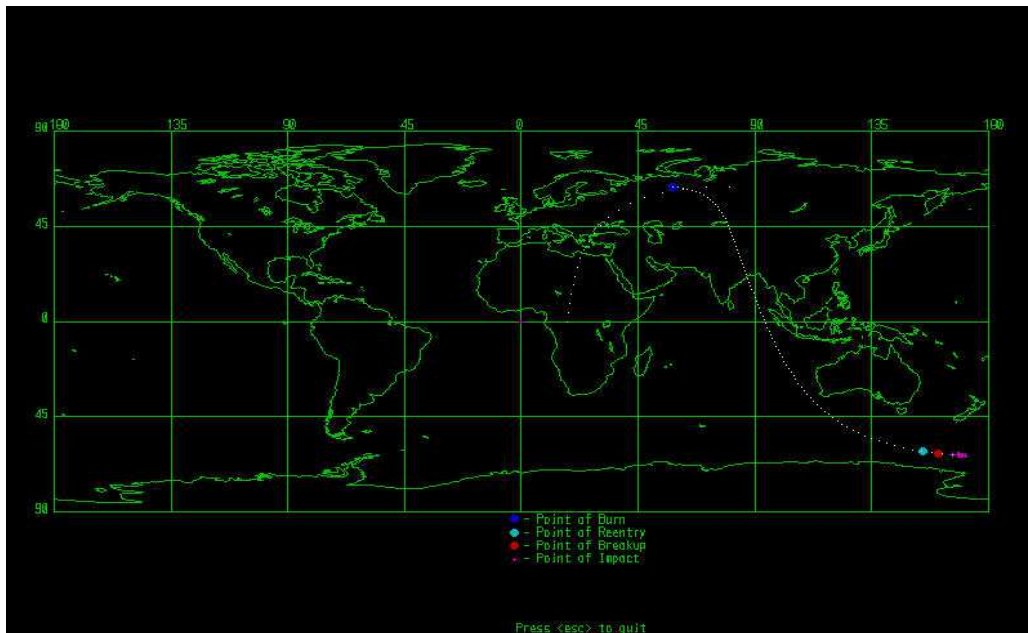 90 180 135 90 45 0 45 90 135 180
45
0
45
90
- Point of Burn
- Point of Reentry
- Point of Breakup
- Point of Impact
Press <esc> to quit